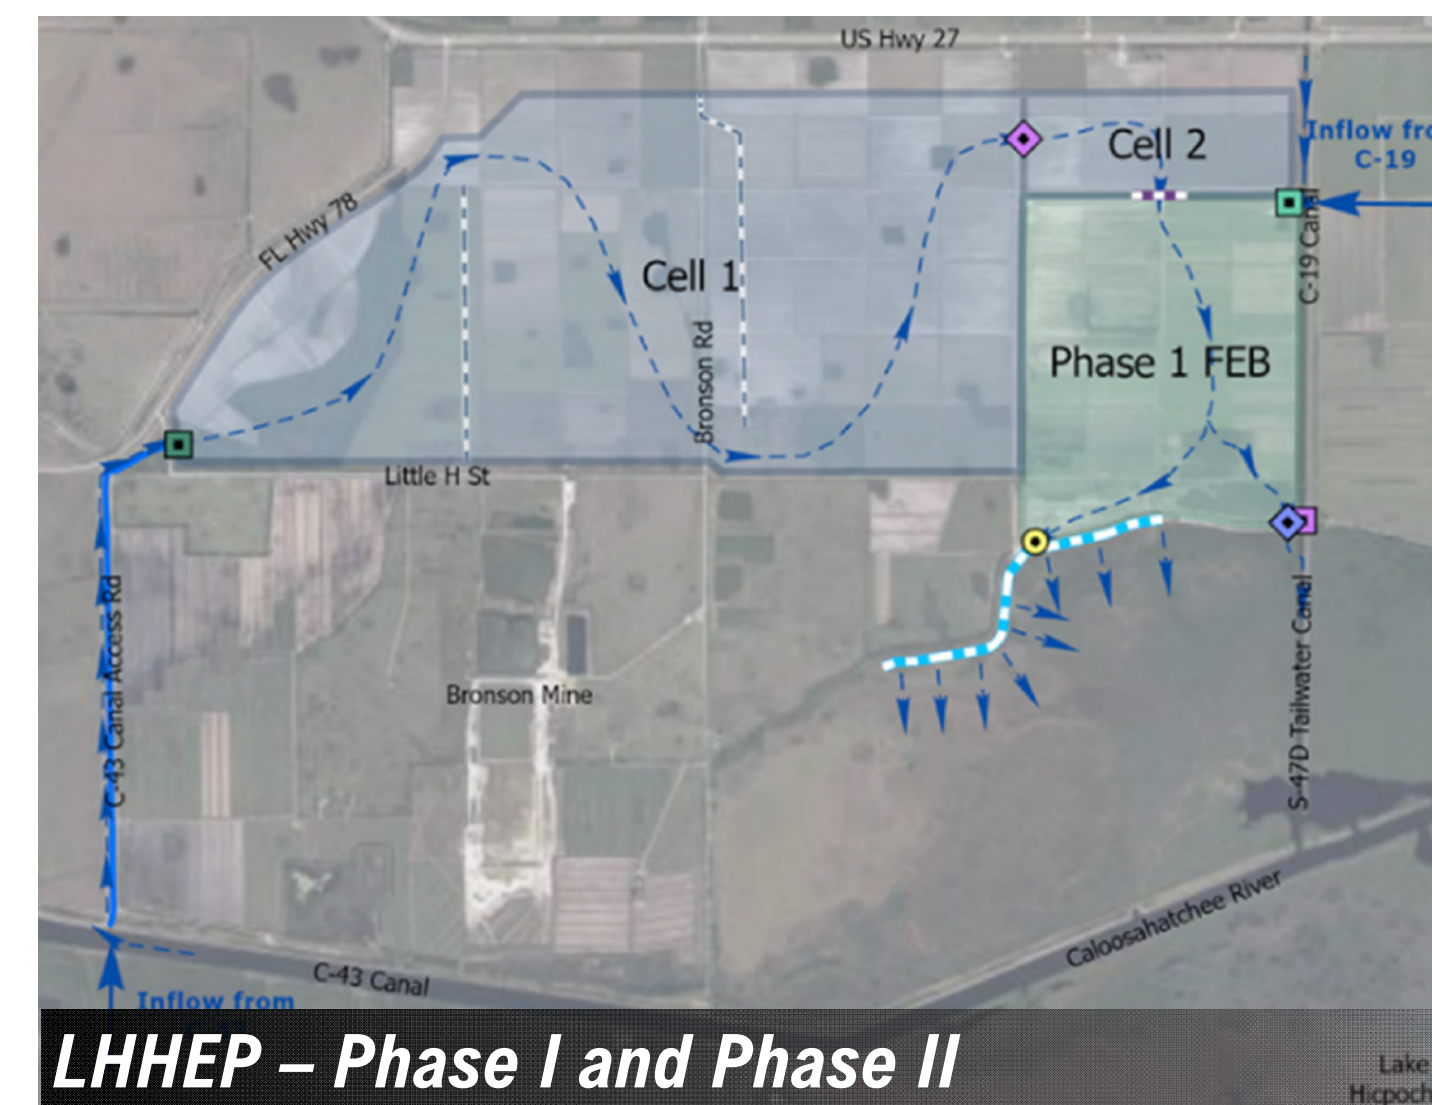 US Hwy 27
Inflow fro
C-19
Cell 2
FL Hwy 78
C-19 Canal
Cell 1
Bronson Rd
Phase 1 FEB
Little H St
C-43 Canal Access Rd
Bronson Mine
S-47D Tailwater Canal
Caloosahatchee River
C-43 Canal
Inflow from
LHHEP – Phase I and Phase II
Lake
Hicpoch